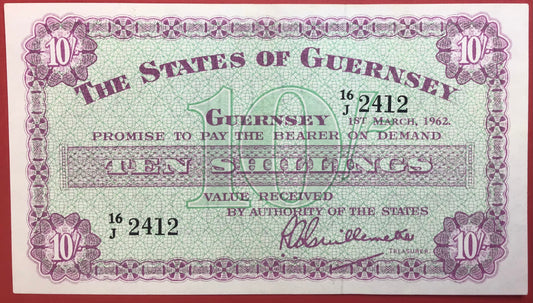 10/- 10/-
THE STATES OF GUERNSEY
16/J 2412
GUERNSEY 1ST MARCH, 1962.
PROMISE TO PAY THE BEARER ON DEMAND
TEN SHILLINGS
10/-
VALUE RECEIVED
BY AUTHORITY OF THE STATES
16/J 2412
TREASURER.
10/- 10/-